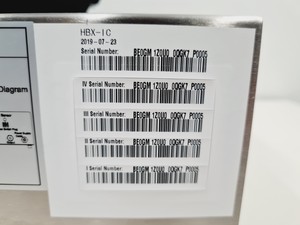 HBX-IC
2019-07-23
Serial Number: BE0GM 1Z0U0 00GK7 P0005
IV Serial Number: BE0GM 1Z0U0 00GK7 P0005
III Serial Number: BE0GM 1Z0U0 00GK7 P0005
II Serial Number: BE0GM 1Z0U0 00GK7 P0005
I Serial Number: BE0GM 1Z0U0 00GK7 P0005
Diagram